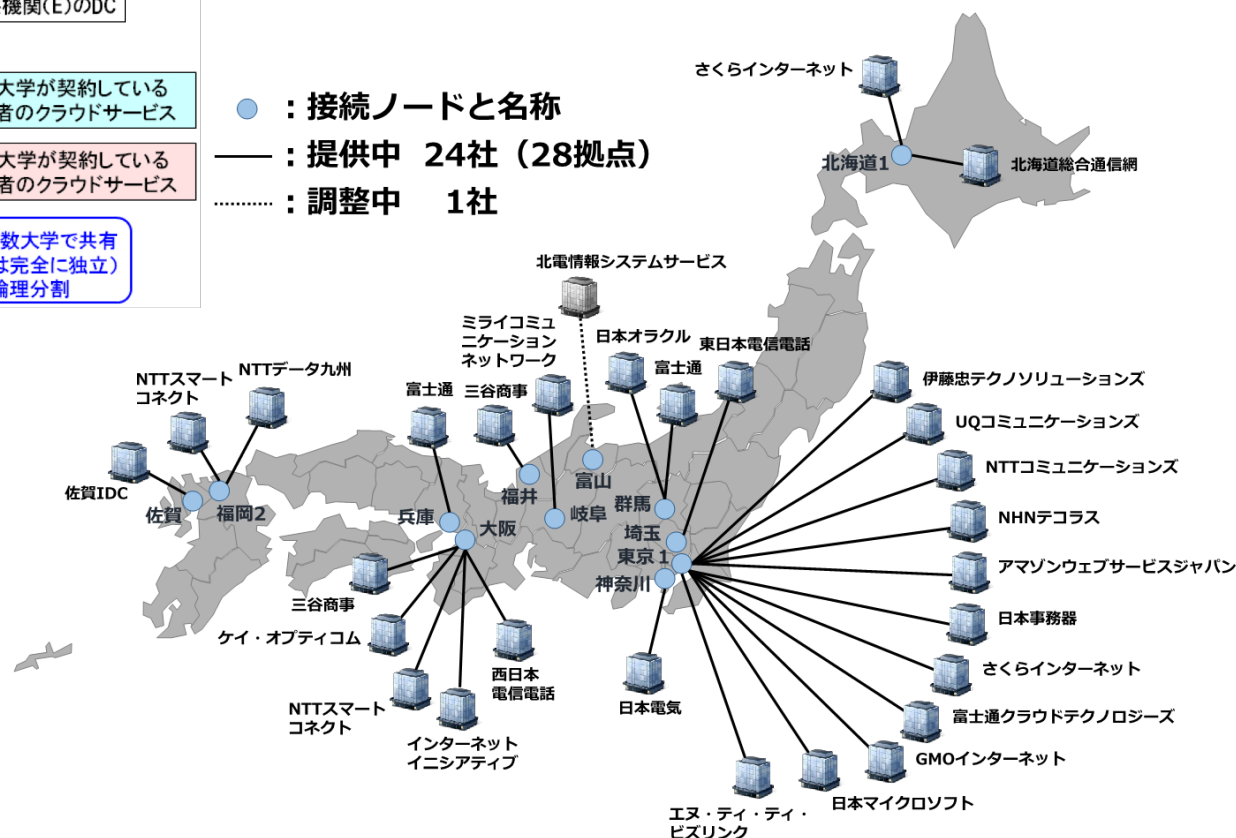 機関(E)のDC
大学が契約している
者のクラウドサービス
大学が契約している
者のクラウドサービス
数大学で共有
は完全に独立）
論理分割
：接続ノードと名称
：提供中 24社（28拠点）
：調整中 1社
さくらインターネット
北海道1
北海道総合通信網
北電情報システムサービス
ミライコミュ
ニケーション
ネットワーク
日本オラクル
富士通
東日本電信電話
NTTデータ九州
NTTスマート
コネクト
佐賀IDC
佐賀
福岡2
富士通
三谷商事
兵庫
大阪
福井
富山
岐阜
群馬
埼玉
東京1
神奈川
伊藤忠テクノソリューションズ
UQコミュニケーションズ
NTTコミュニケーションズ
NHNテコラス
アマゾンウェブサービスジャパン
日本事務器
さくらインターネット
富士通クラウドテクノロジーズ
GMOインターネット
日本マイクロソフト
エヌ・ティ・ティ・
ビズリンク
日本電気
三谷商事
ケイ・オプティコム
NTTスマート
コネクト
インターネット
イニシアティブ
西日本
電信電話